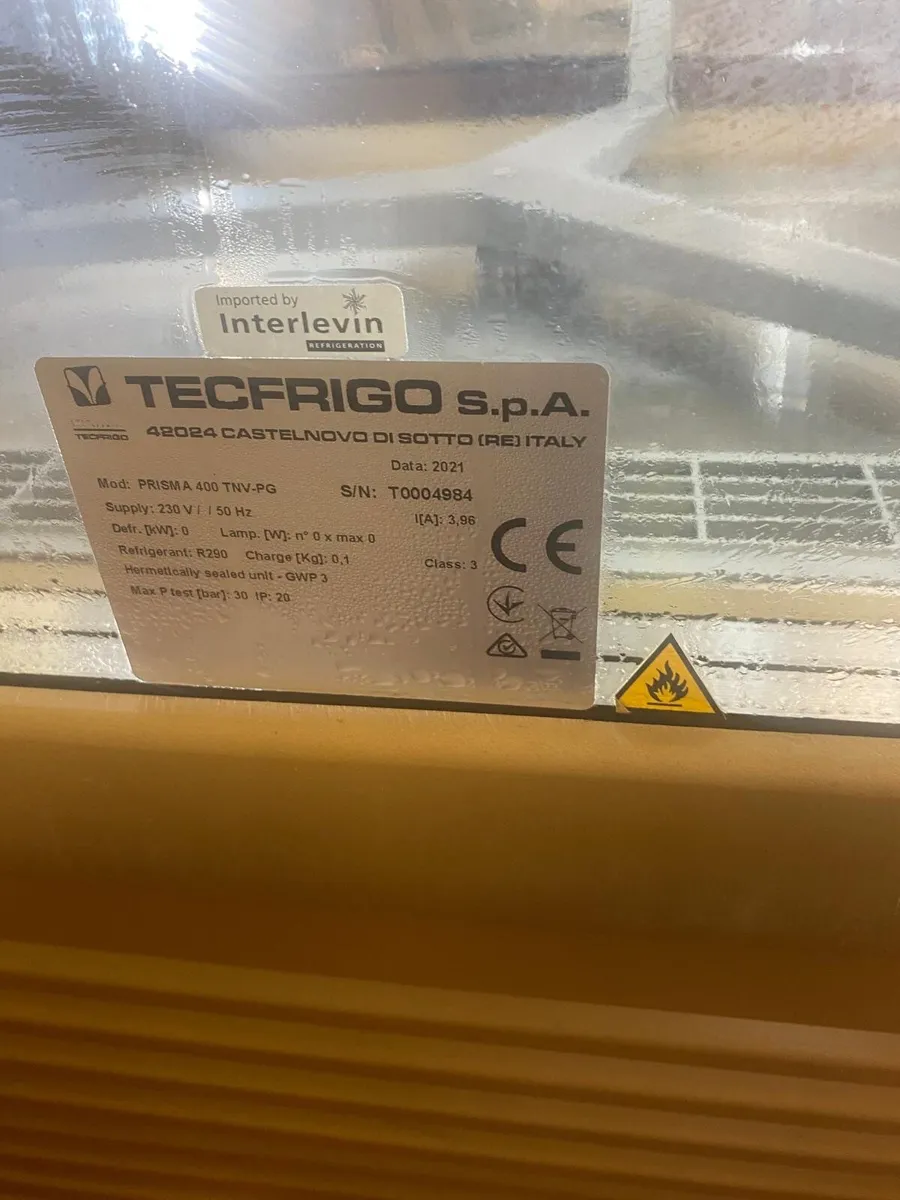 Imported by
Interlevin
REFRIGERATION
TECFRIGO S.p.A.
TECFRIGO
42024 CASTELNOVO DI SOTTO (RE) ITALY
Data: 2021
Mod: PRISMA 400 TNV-PG S/N: T0004984
Supply: 230 V / / 50 Hz I[A]: 3,96
Defr. [kW]: 0 Lamp. [W]: n° 0 x max 0
Refrigerant: R290 Charge [Kg]: 0,1 Class: 3
Hermetically sealed unit - GWP 3
Max P test [bar]: 30 IP: 20
CE